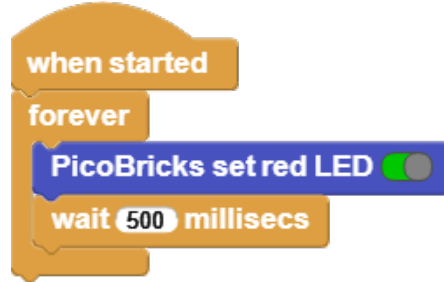 when started
forever
PicoBricks set red LED
wait 500 millisecs